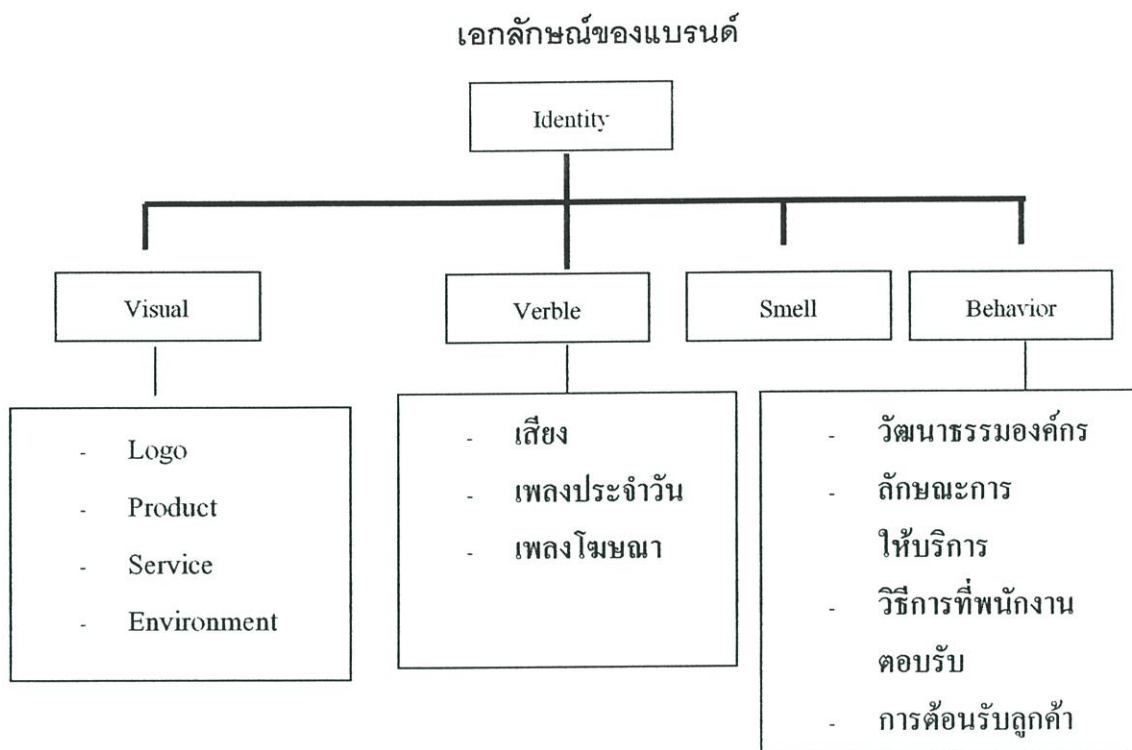 เอกลักษณ์ของแบรนด์
Identity
Visual
Verble
Smell
Behavior
- Logo
- Product
- Service
- Environment
- เสียง
- เพลงประจำวัน
- เพลงโฆษณา
- วัฒนาธรรมองค์กร
- ลักษณะการ
ให้บริการ
- วิธีการที่พนักงาน
ตอบรับ
- การต้อนรับลูกค้า